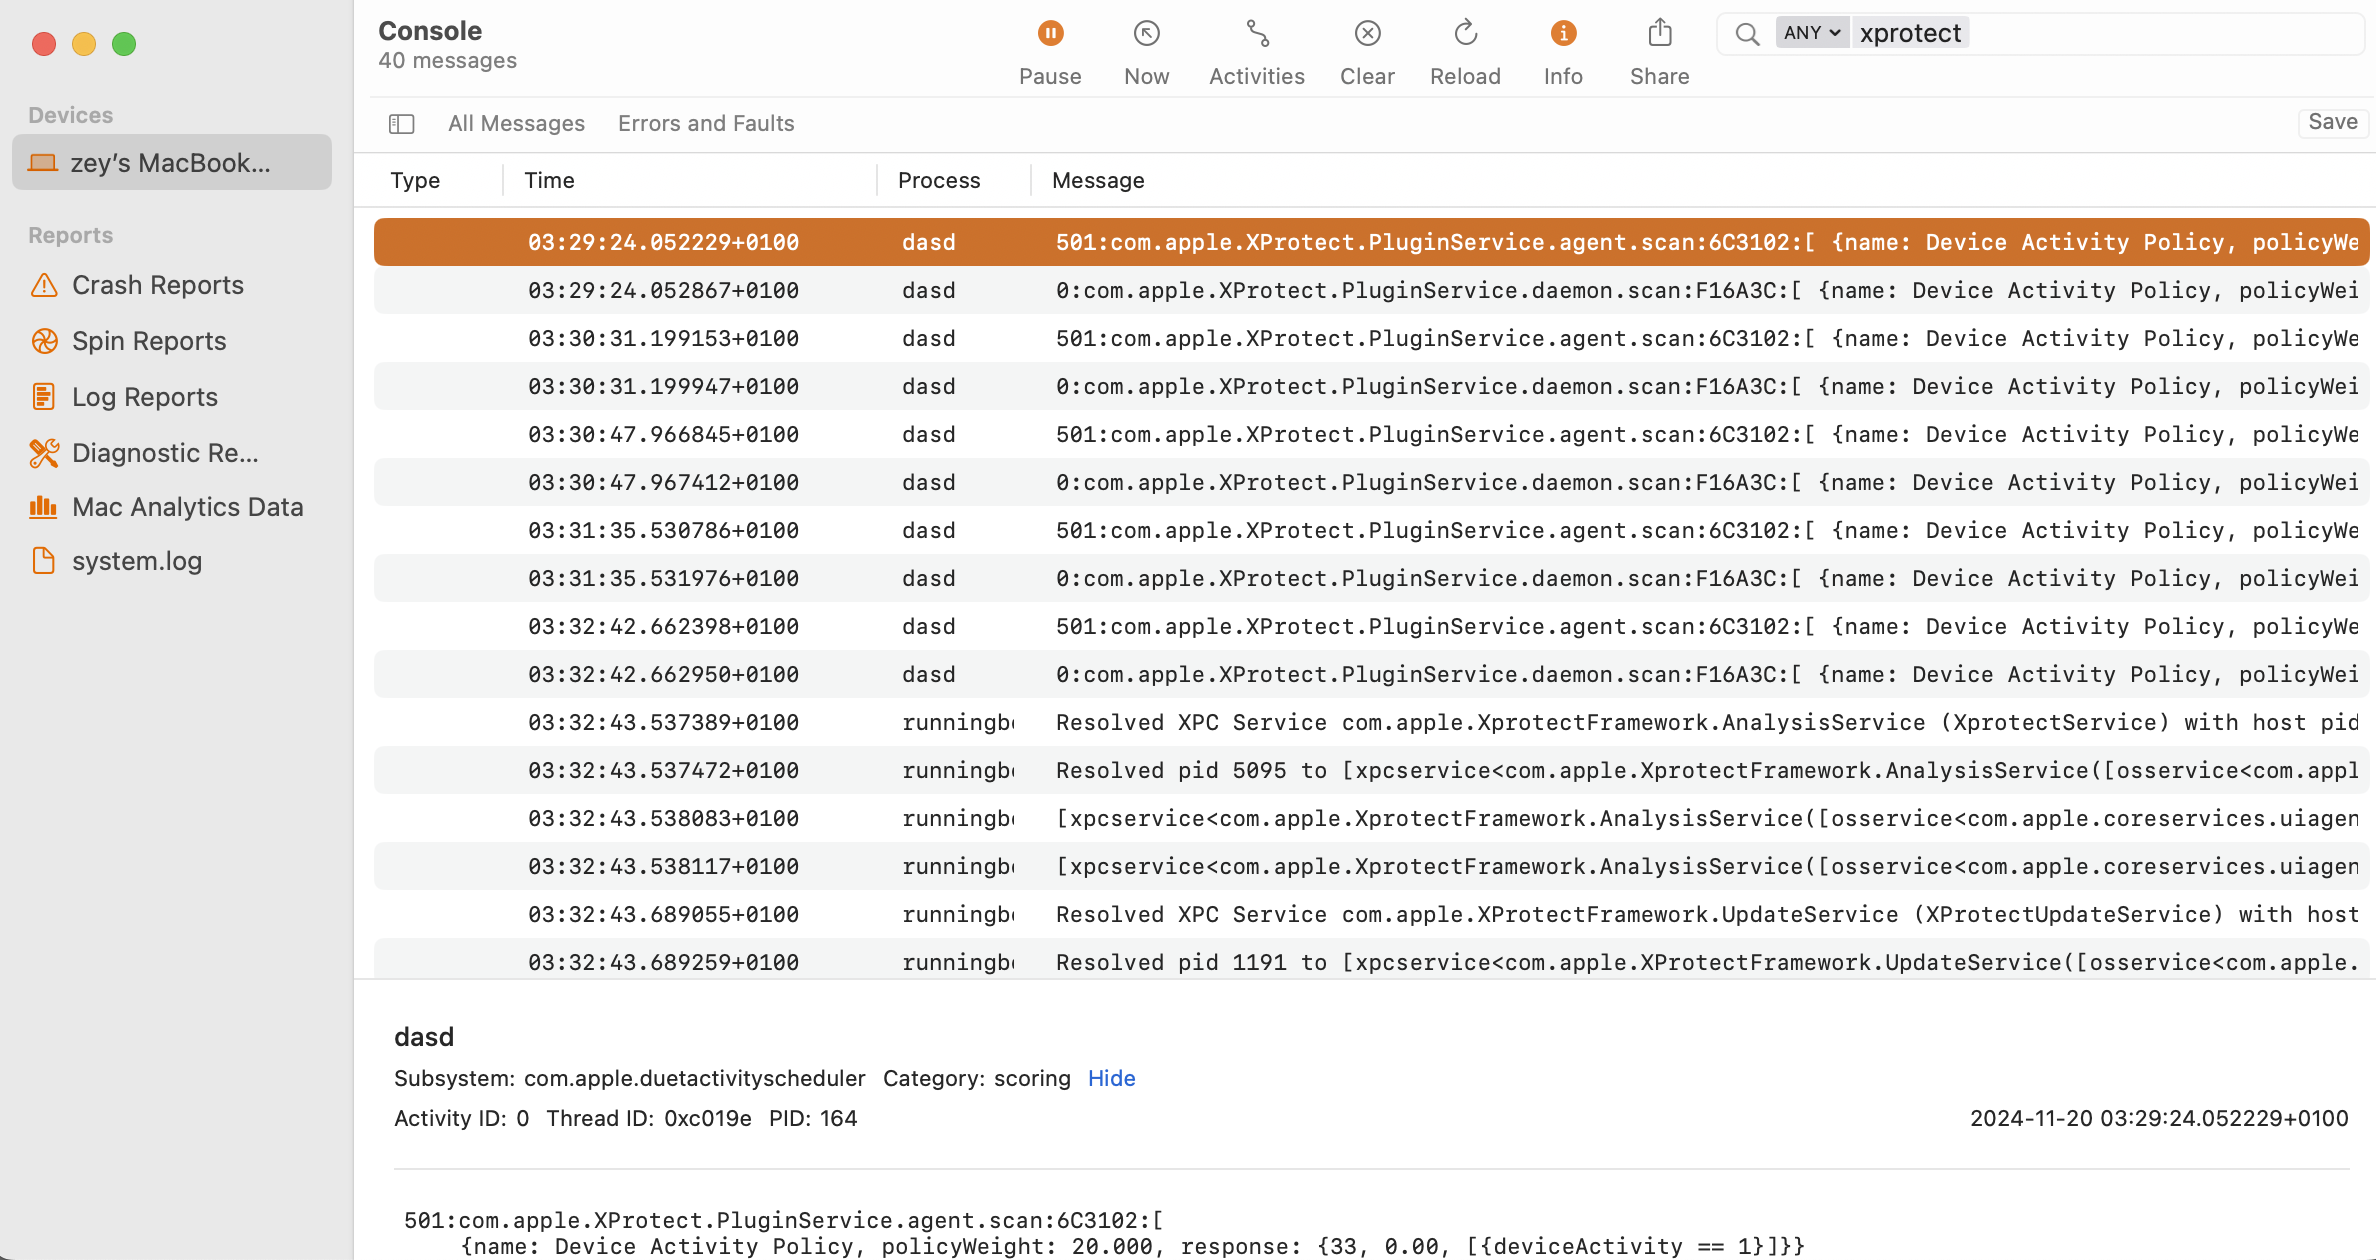 Console
40 messages
Pause
Now
Activities
Clear
Reload
Info
Share
ANY
xprotect
Devices
zey’s MacBook...
Reports
Crash Reports
Spin Reports
Log Reports
Diagnostic Re...
Mac Analytics Data
system.log
All Messages
Errors and Faults
Save
Type Time Process Message
03:29:24.052229+0100 dasd 501:com.apple.XProtect.PluginService.agent.scan:6C3102:[ {name: Device Activity Policy, policyWe
03:29:24.052867+0100 dasd 0:com.apple.XProtect.PluginService.daemon.scan:F16A3C:[ {name: Device Activity Policy, policyWei
03:30:31.199153+0100 dasd 501:com.apple.XProtect.PluginService.agent.scan:6C3102:[ {name: Device Activity Policy, policyWe
03:30:31.199947+0100 dasd 0:com.apple.XProtect.PluginService.daemon.scan:F16A3C:[ {name: Device Activity Policy, policyWei
03:30:47.966845+0100 dasd 501:com.apple.XProtect.PluginService.agent.scan:6C3102:[ {name: Device Activity Policy, policyWe
03:30:47.967412+0100 dasd 0:com.apple.XProtect.PluginService.daemon.scan:F16A3C:[ {name: Device Activity Policy, policyWei
03:31:35.530786+0100 dasd 501:com.apple.XProtect.PluginService.agent.scan:6C3102:[ {name: Device Activity Policy, policyWe
03:31:35.531976+0100 dasd 0:com.apple.XProtect.PluginService.daemon.scan:F16A3C:[ {name: Device Activity Policy, policyWei
03:32:42.662398+0100 dasd 501:com.apple.XProtect.PluginService.agent.scan:6C3102:[ {name: Device Activity Policy, policyWe
03:32:42.662950+0100 dasd 0:com.apple.XProtect.PluginService.daemon.scan:F16A3C:[ {name: Device Activity Policy, policyWei
03:32:43.537389+0100 runningb Resolved XPC Service com.apple.XprotectFramework.AnalysisService (XprotectService) with host pid
03:32:43.537472+0100 runningb Resolved pid 5095 to [xpcservice<com.apple.XprotectFramework.AnalysisService([osservice<com.appl
03:32:43.538083+0100 runningb [xpcservice<com.apple.XprotectFramework.AnalysisService([osservice<com.apple.coreservices.uiagen
03:32:43.538117+0100 runningb [xpcservice<com.apple.XprotectFramework.AnalysisService([osservice<com.apple.coreservices.uiagen
03:32:43.689055+0100 runningb Resolved XPC Service com.apple.XProtectFramework.UpdateService (XProtectUpdateService) with host
03:32:43.689259+0100 runningb Resolved pid 1191 to [xpcservice<com.apple.XProtectFramework.UpdateService([osservice<com.apple.
dasd
Subsystem: com.apple.duetactivityscheduler Category: scoring Hide
Activity ID: 0 Thread ID: 0xc019e PID: 164 2024-11-20 03:29:24.052229+0100
501:com.apple.XProtect.PluginService.agent.scan:6C3102:[
{name: Device Activity Policy, policyWeight: 20.000, response: {33, 0.00, [{deviceActivity == 1}]}}